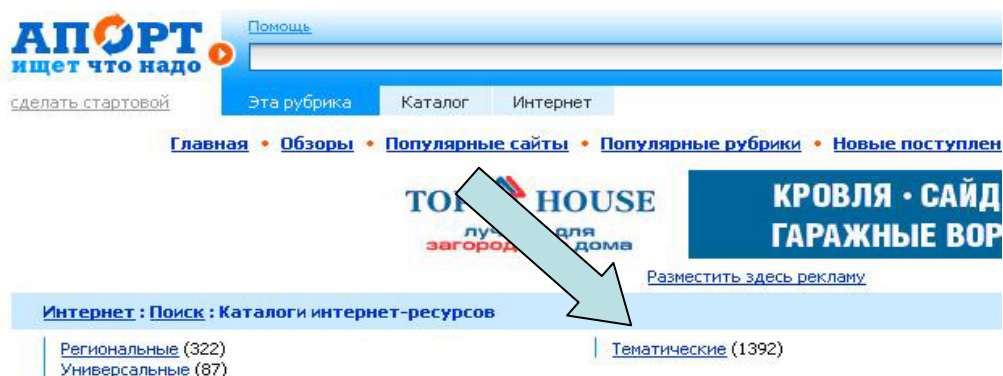 АПОРТ
ищет что надо
Помощь
сделать стартовой
Эта рубрика Каталог Интернет
Главная • Обзоры • Популярные сайты • Популярные рубрики • Новые поступлен
TOP HOUSE
для
дома
КРОВЛЯ · САЙД
ГАРАЖНЫЕ ВОР
Разместить здесь рекламу
Интернет : Поиск : Каталоги интернет-ресурсов
Региональные (322)
Тематические (1392)
Универсальные (87)